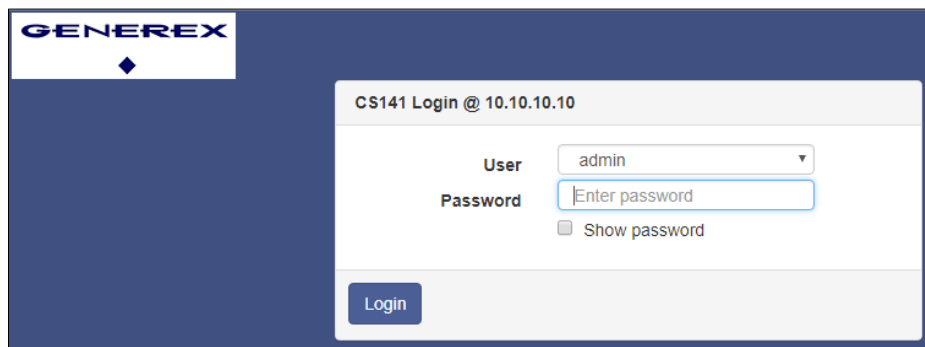 GENEREX
CS141 Login @ 10.10.10.10
User admin
Password Enter password
Show password
Login